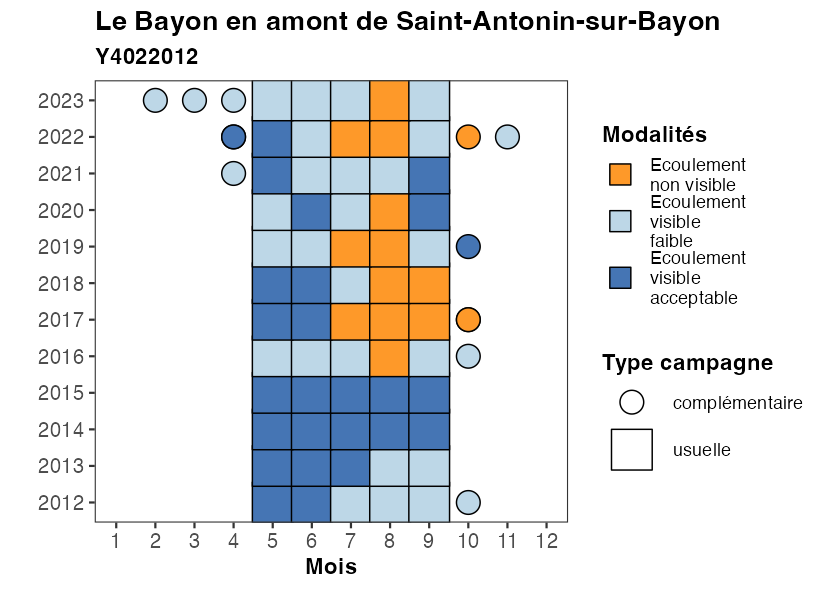 Le Bayon en amont de Saint-Antonin-sur-Bayon
Y4022012
2023
2022
2021
2020
2019
2018
2017
2016
2015
2014
2013
2012
1 2 3 4 5 6 7 8 9 10 11 12
Mois
Modalités
Ecoulement
non visible
Ecoulement
visible
faible
Ecoulement
visible
acceptable
Type campagne
complémentaire
usuelle